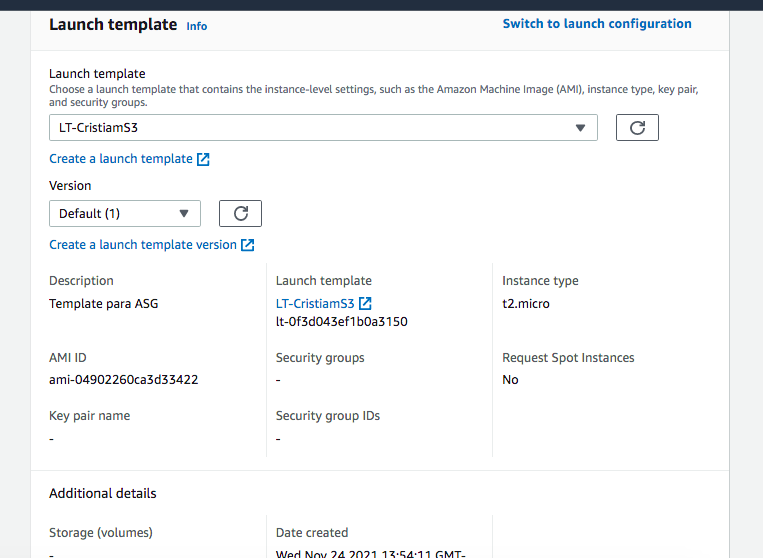 Launch template Info
Switch to launch configuration
Launch template
Choose a launch template that contains the instance-level settings, such as the Amazon Machine Image (AMI), instance type, key pair,
and security groups.
LT-CristiamS3
Create a launch template
Version
Default (1)
Create a launch template version
Description
Template para ASG
Launch template
LT-CristiamS3
lt-0f3d043ef1b0a3150
Instance type
t2.micro
AMI ID
ami-04902260ca3d33422
Security groups
-
Request Spot Instances
No
Key pair name
-
Security group IDs
-
Additional details
Storage (volumes)
-
Date created
Wed Nov 24 2021 13:54:11 GMT-